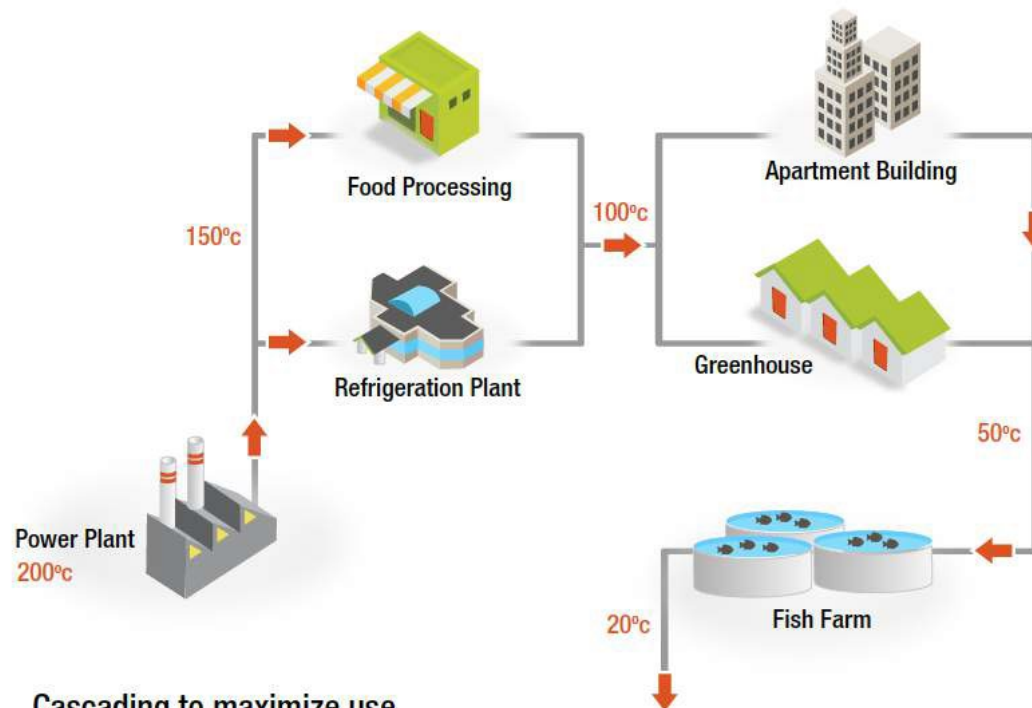 Food Processing
Apartment Building
150ºc
100ºc
Refrigeration Plant
Greenhouse
50ºc
Power Plant
200ºc
Fish Farm
20ºc
Cascading to maximize use